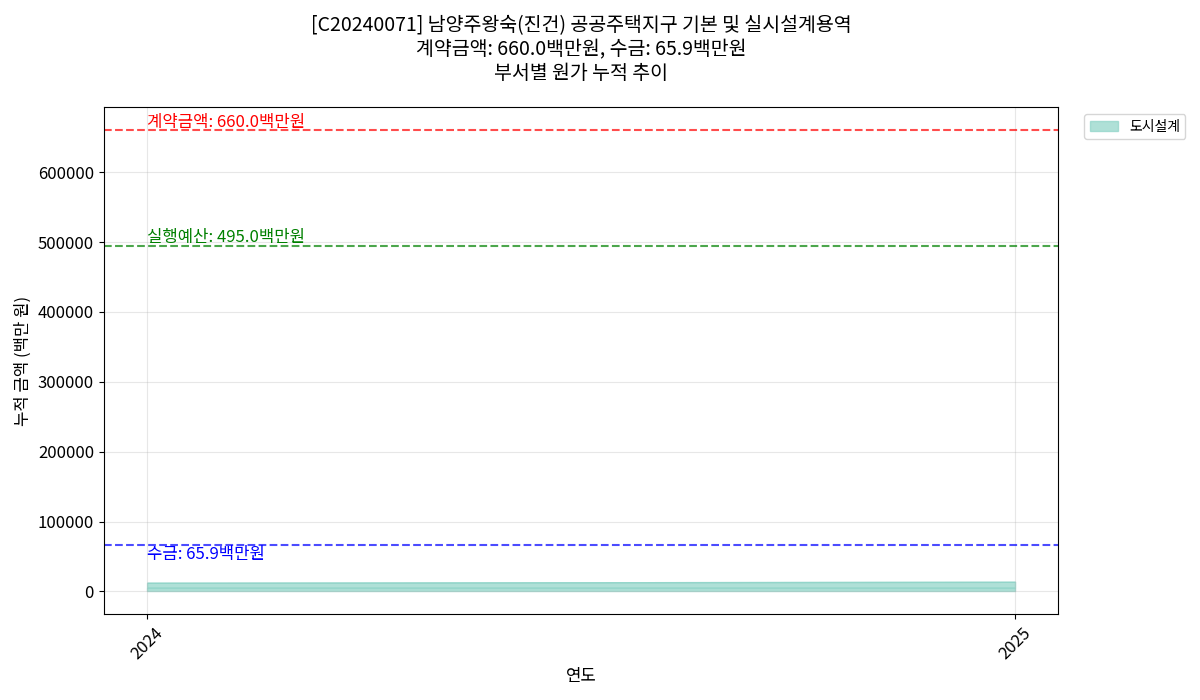 [C20240071] 남양주왕숙(진건) 공공주택지구 기본 및 실시설계용역
계약금액: 660.0백만원, 수금: 65.9백만원
부서별 원가 누적 추이
계약금액: 660.0백만원
도시설계
600000
실행예산: 495.0백만원
500000
400000
누적 금액 (백만 원)
300000
200000
100000
수금: 65.9백만원
0
2024
2025
연도